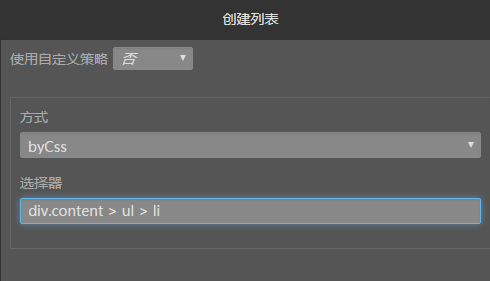 创建列表
使用自定义策略 否
方式
byCss
选择器
div.content > ul > li